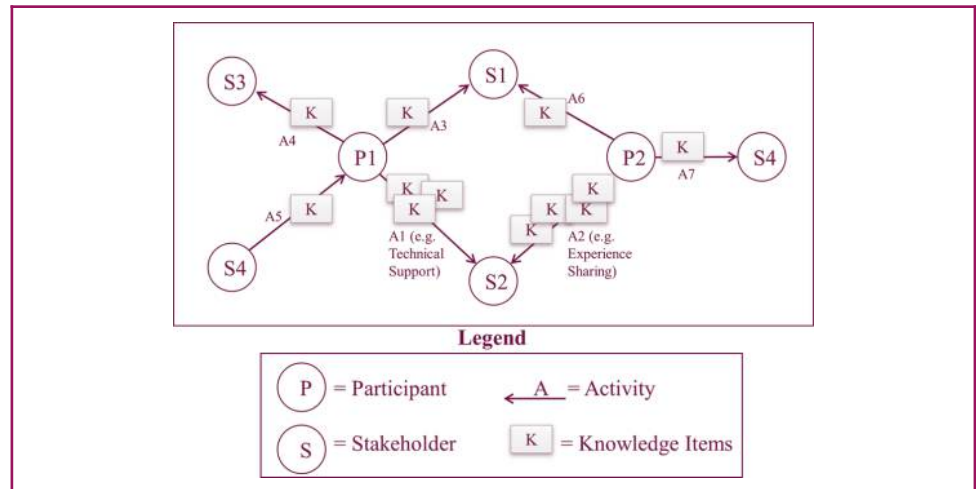 S3
S1
K
K
K
A6
A4
A3
P1
P2
K
S4
A7
K
K
K
K
K
A5
K
K
K
K
A1 (e.g.
Technical
Support)
A2 (e.g.
Experience
Sharing)
S4
S2
Legend
P = Participant
A = Activity
S = Stakeholder
K = Knowledge Items